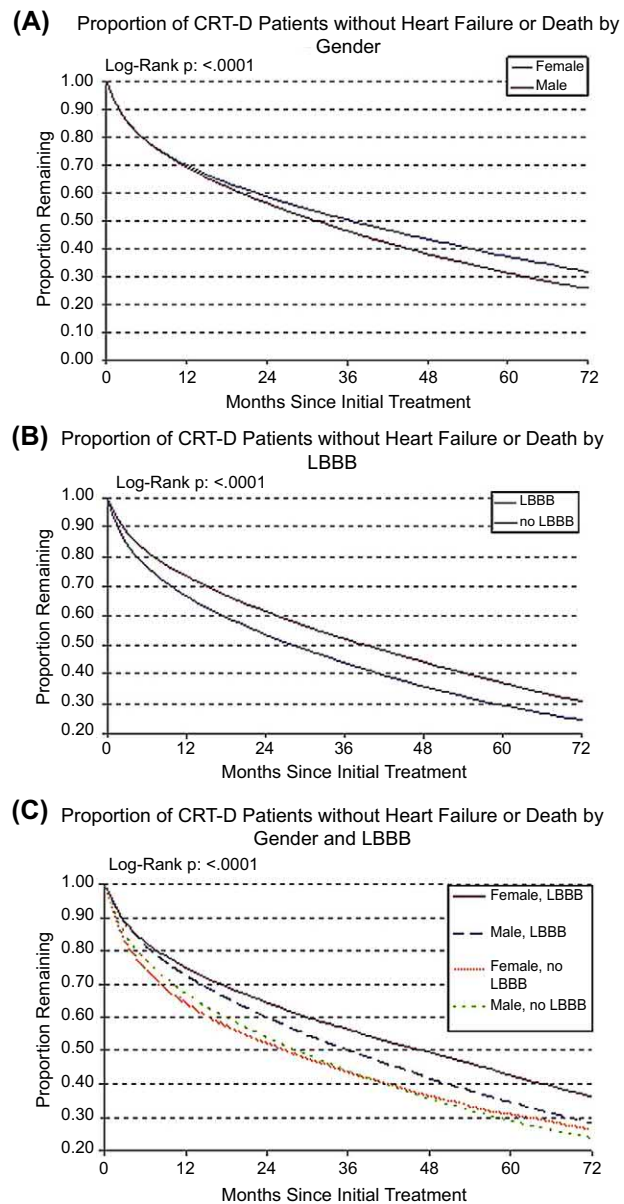 (A) Proportion of CRT-D Patients without Heart Failure or Death by
Gender
Log-Rank p: <.0001
Female
Male
1.00
0.90
0.80
0.70
0.60
0.50
0.40
0.30
0.20
0.10
0.00
Proportion Remaining
0 12 24 36 48 60 72
Months Since Initial Treatment
(B) Proportion of CRT-D Patients without Heart Failure or Death by
LBBB
Log-Rank p: <.0001
LBBB
no LBBB
1.00
0.90
0.80
0.70
0.60
0.50
0.40
0.30
0.20
Proportion Remaining
0 12 24 36 48 60 72
Months Since Initial Treatment
(C) Proportion of CRT-D Patients without Heart Failure or Death by
Gender and LBBB
Log-Rank p: <.0001
Female, LBBB
Male, LBBB
Female, no
LBBB
Male, no LBBB
1.00
0.90
0.80
0.70
0.60
0.50
0.40
0.30
0.20
Proportion Remaining
0 12 24 36 48 60 72
Months Since Initial Treatment